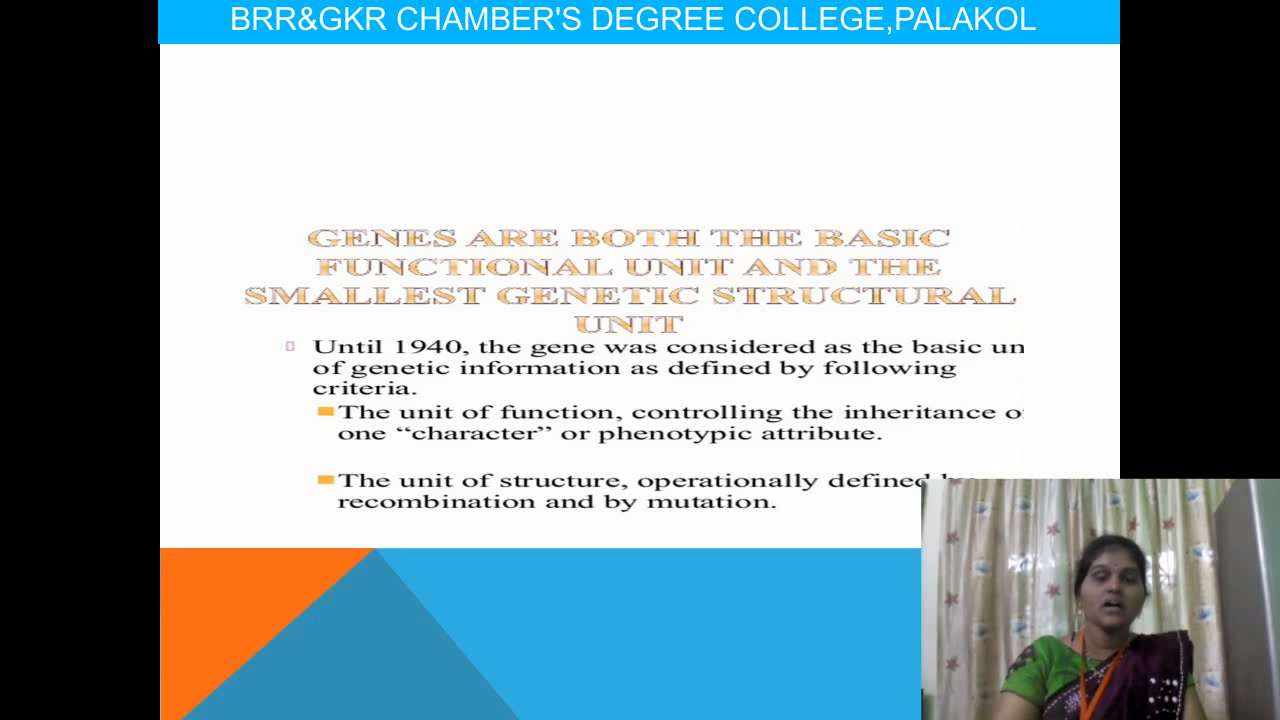 BRR&GKR CHAMBER'S DEGREE COLLEGE,PALAKOL
GENES ARE BOTH THE BASIC
FUNCTIONAL UNIT AND THE
SMALLEST GENETIC STRUCTURAL
UNIT
Until 1940, the gene was considered as the basic un
of genetic information as defined by following
criteria.
The unit of function, controlling the inheritance o
one “character” or phenotypic attribute.
The unit of structure, operationally defined
recombination and by mutation.